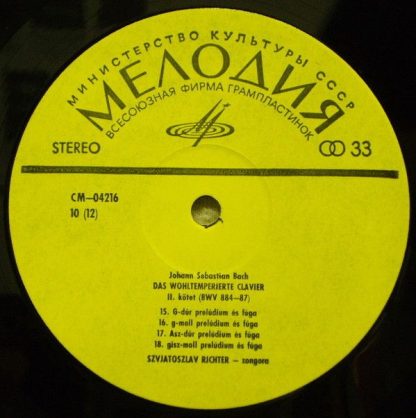 МИНИСТЕРСТВО КУЛЬТУРЫ СССР
МЕЛОДИЯ
ВСЕСОЮЗНАЯ ФИРМА ГРАМПЛАСТИНОК
STEREO
33
CM—04216
10 (12)
Johann Sebastian Bach
DAS WOHLTEMPERIERTE CLAVIER
II. kötet (BWV 884—87)
15. G-dúr prelúdium és fúga
16. g-moll prelúdium és fúga
17. Asz-dúr prelúdium és fúga
18. gisz-moll prelúdium és fúga
SZVJATOSZLAV RICHTER — zongora